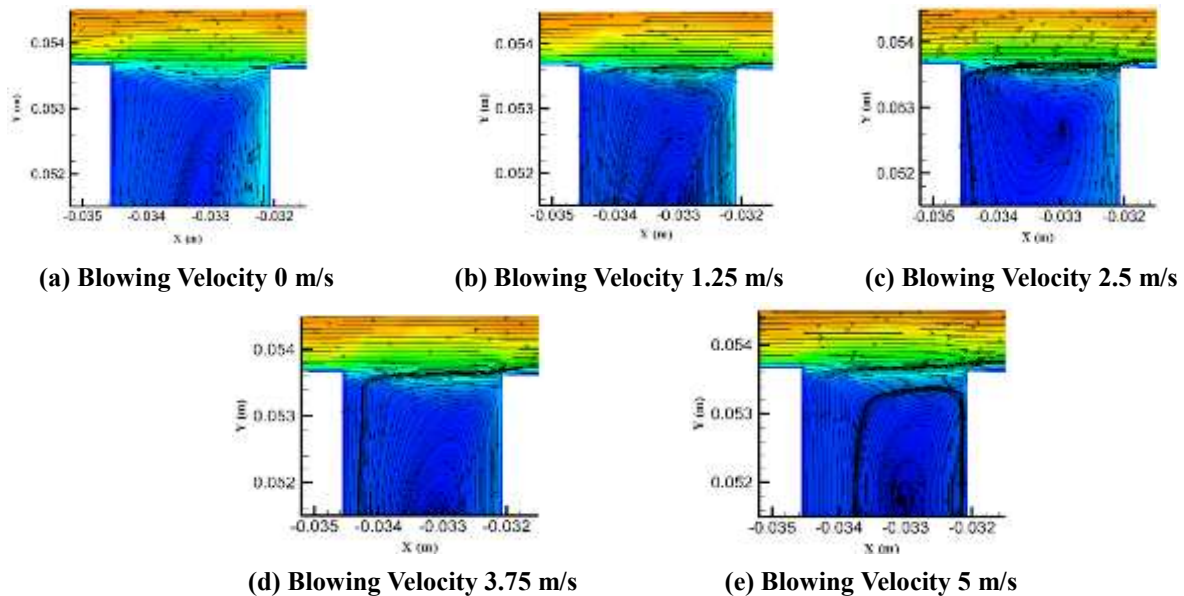 0.054
0.053
0.052
Y (m)
-0.035 -0.034 -0.033 -0.032
X (m)
0.054
0.053
0.052
Y (m)
-0.035 -0.034 -0.033 -0.032
X (m)
0.054
0.053
0.052
Y (m)
-0.035 -0.034 -0.033 -0.032
X (m)
(a) Blowing Velocity 0 m/s
(b) Blowing Velocity 1.25 m/s
(c) Blowing Velocity 2.5 m/s
0.054
0.053
0.052
Y (m)
-0.035 -0.034 -0.033 -0.032
X (m)
0.054
0.053
0.052
Y (m)
-0.035 -0.034 -0.033 -0.032
X (m)
(d) Blowing Velocity 3.75 m/s
(e) Blowing Velocity 5 m/s